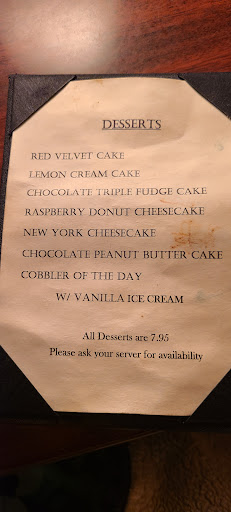 DESSERTS
RED VELVET CAKE
LEMON CREAM CAKE
CHOCOLATE TRIPLE FUDGE CAKE
RASPBERRY DONUT CHEESECAKE
NEW YORK CHEESECAKE
CHOCOLATE PEANUT BUTTER CAKE
COBBLER OF THE DAY
W/ VANILLA ICE CREAM
All Desserts are 7.95
Please ask your server for availability